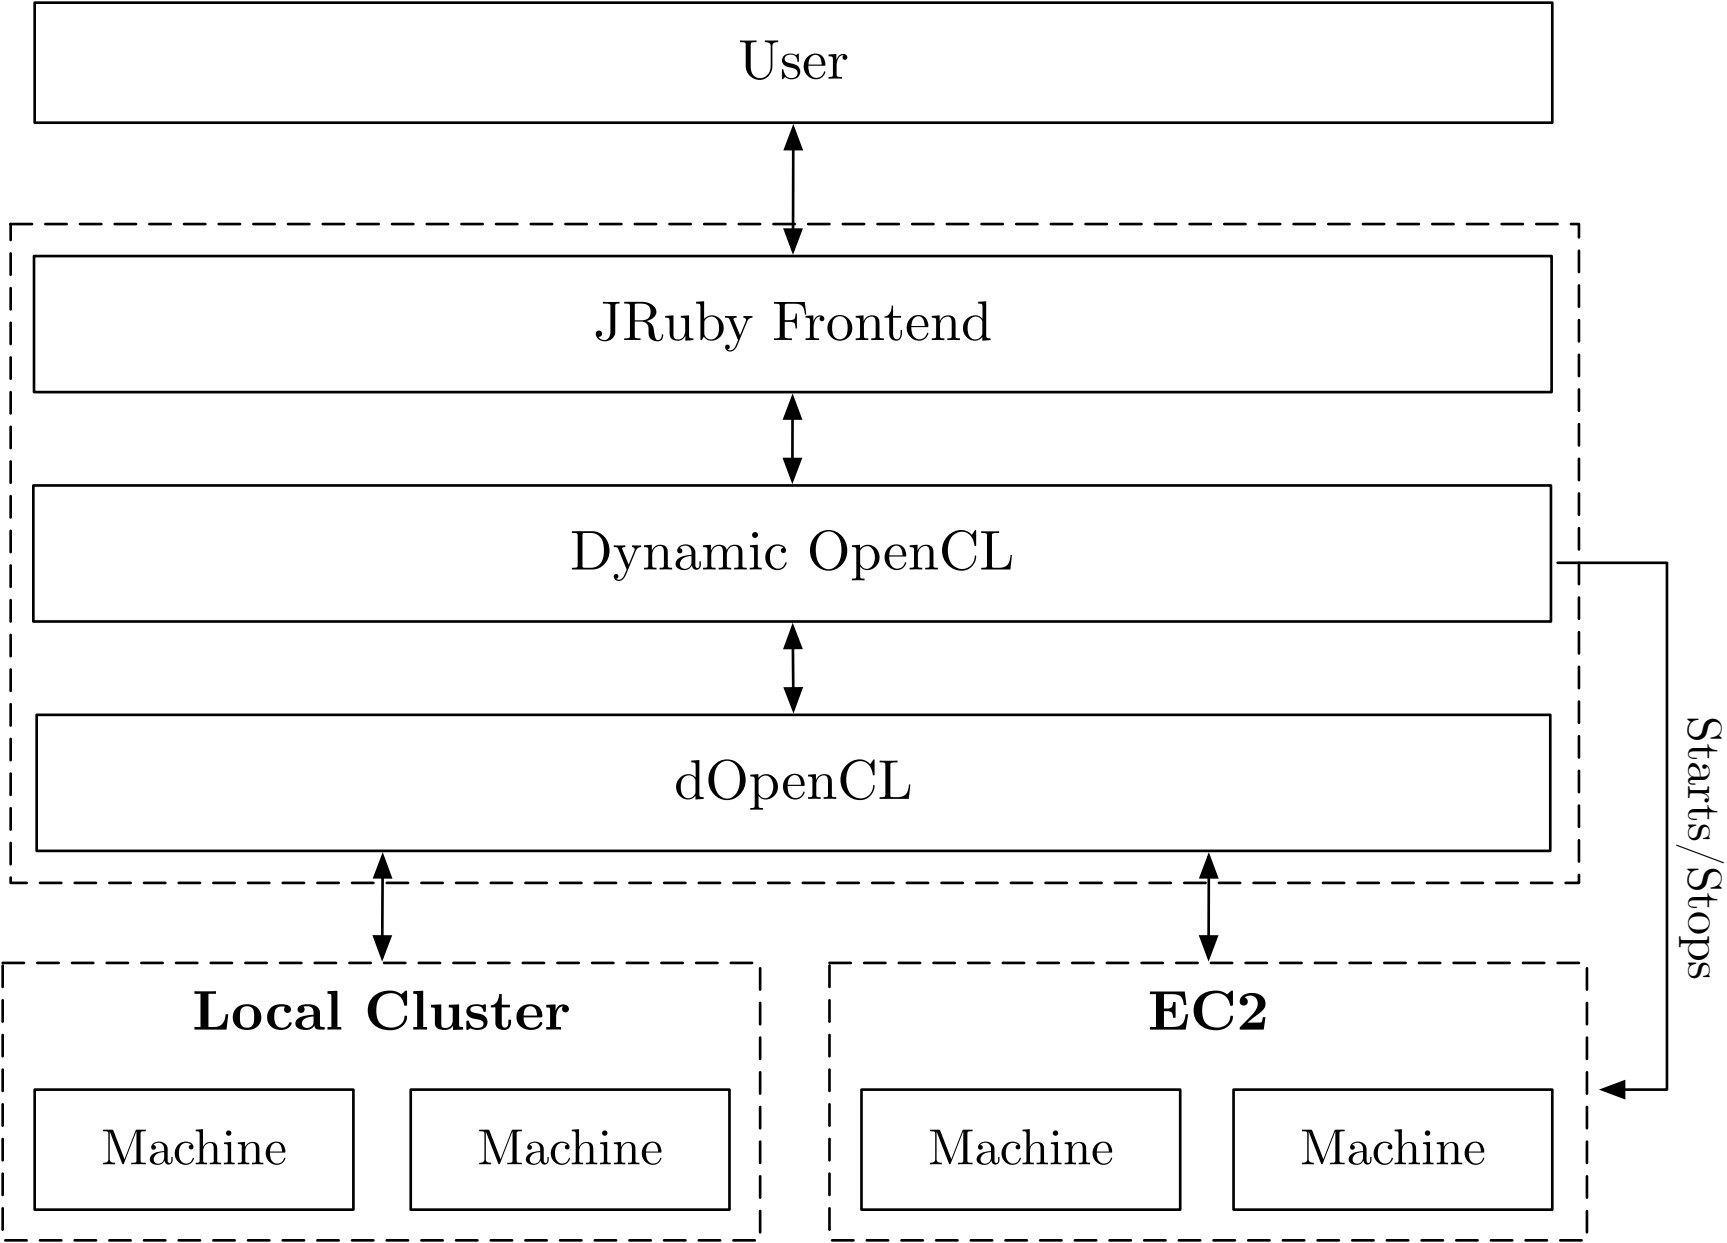 User
JRuby Frontend
Dynamic OpenCL
dOpenCL
Starts/Stops
Local Cluster
EC2
Machine
Machine
Machine
Machine